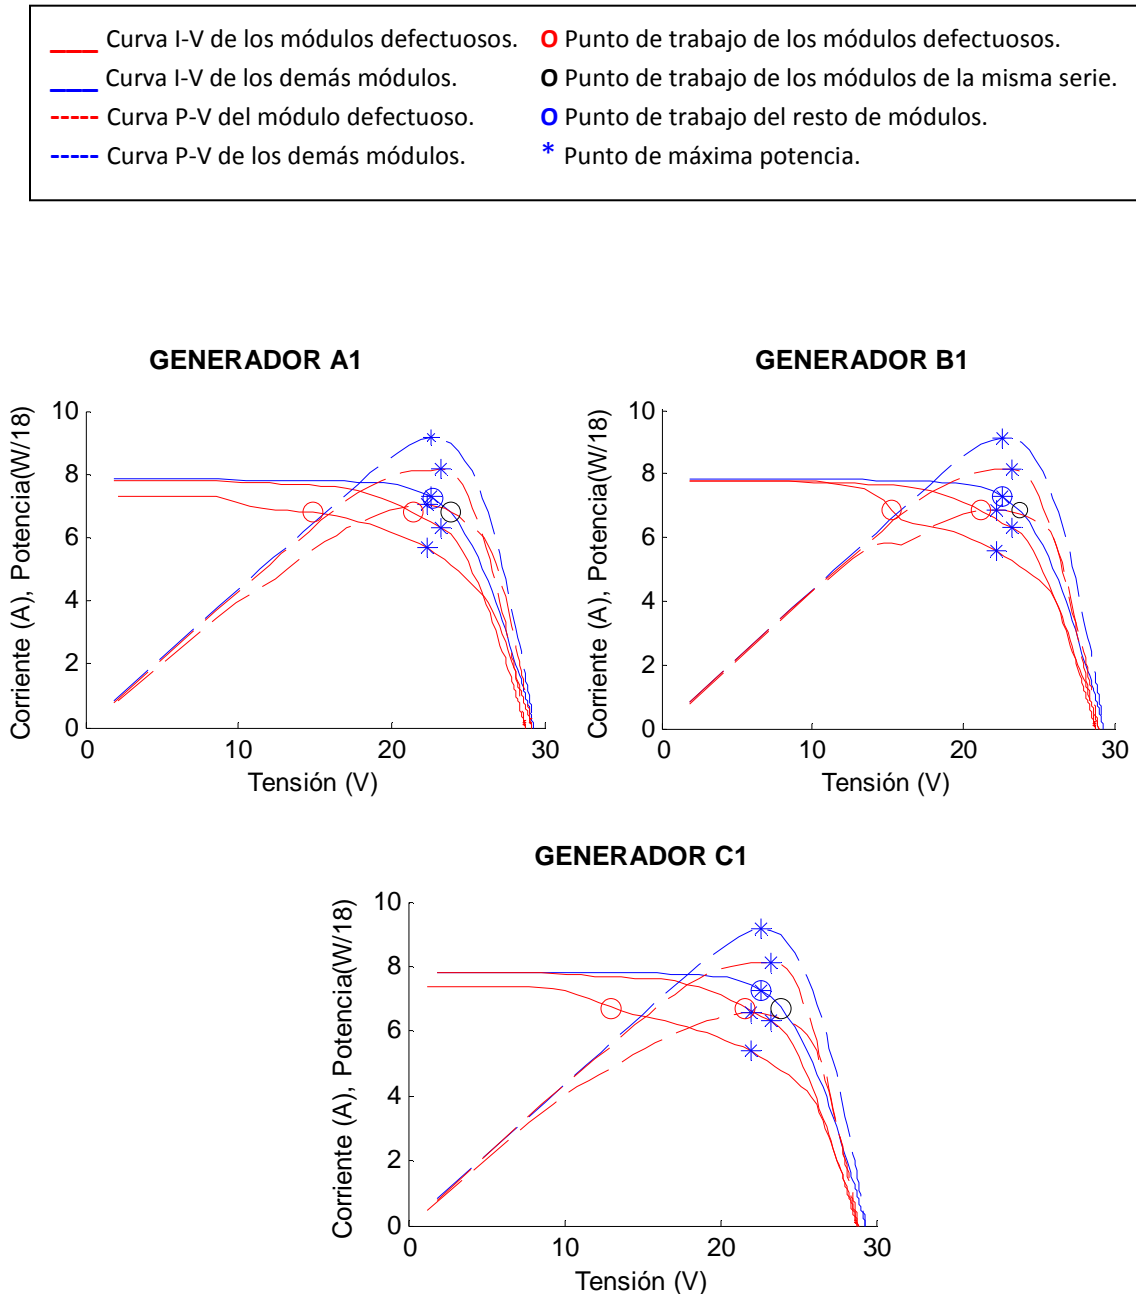 Curva I-V de los módulos defectuosos. O Punto de trabajo de los módulos defectuosos.
Curva I-V de los demás módulos. O Punto de trabajo de los módulos de la misma serie.
Curva P-V del módulo defectuoso. O Punto de trabajo del resto de módulos.
Curva P-V de los demás módulos. * Punto de máxima potencia.
GENERADOR A1
Corriente (A), Potencia(W/18)
10
8
6
4
2
0
0 10 20 30
Tensión (V)
GENERADOR B1
Corriente (A), Potencia(W/18)
10
8
6
4
2
0
0 10 20 30
Tensión (V)
GENERADOR C1
Corriente (A), Potencia(W/18)
10
8
6
4
2
0
0 10 20 30
Tensión (V)